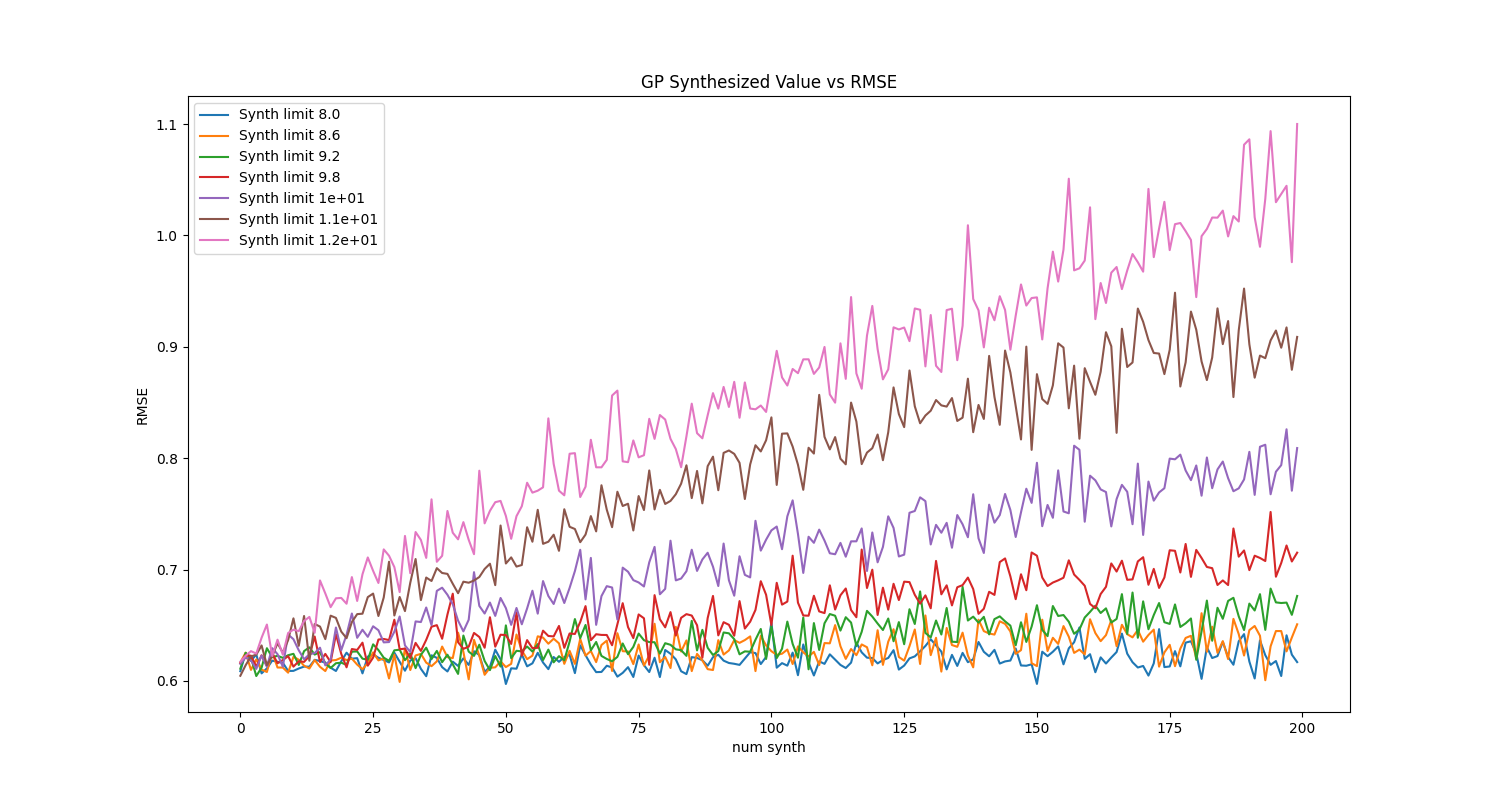 GP Synthesized Value vs RMSE
Synth limit 8.0
Synth limit 8.6
Synth limit 9.2
Synth limit 9.8
Synth limit 1e+01
Synth limit 1.1e+01
Synth limit 1.2e+01
1.1
1.0
0.9
0.8
0.7
0.6
RMSE
0 25 50 75 100 125 150 175 200
num synth